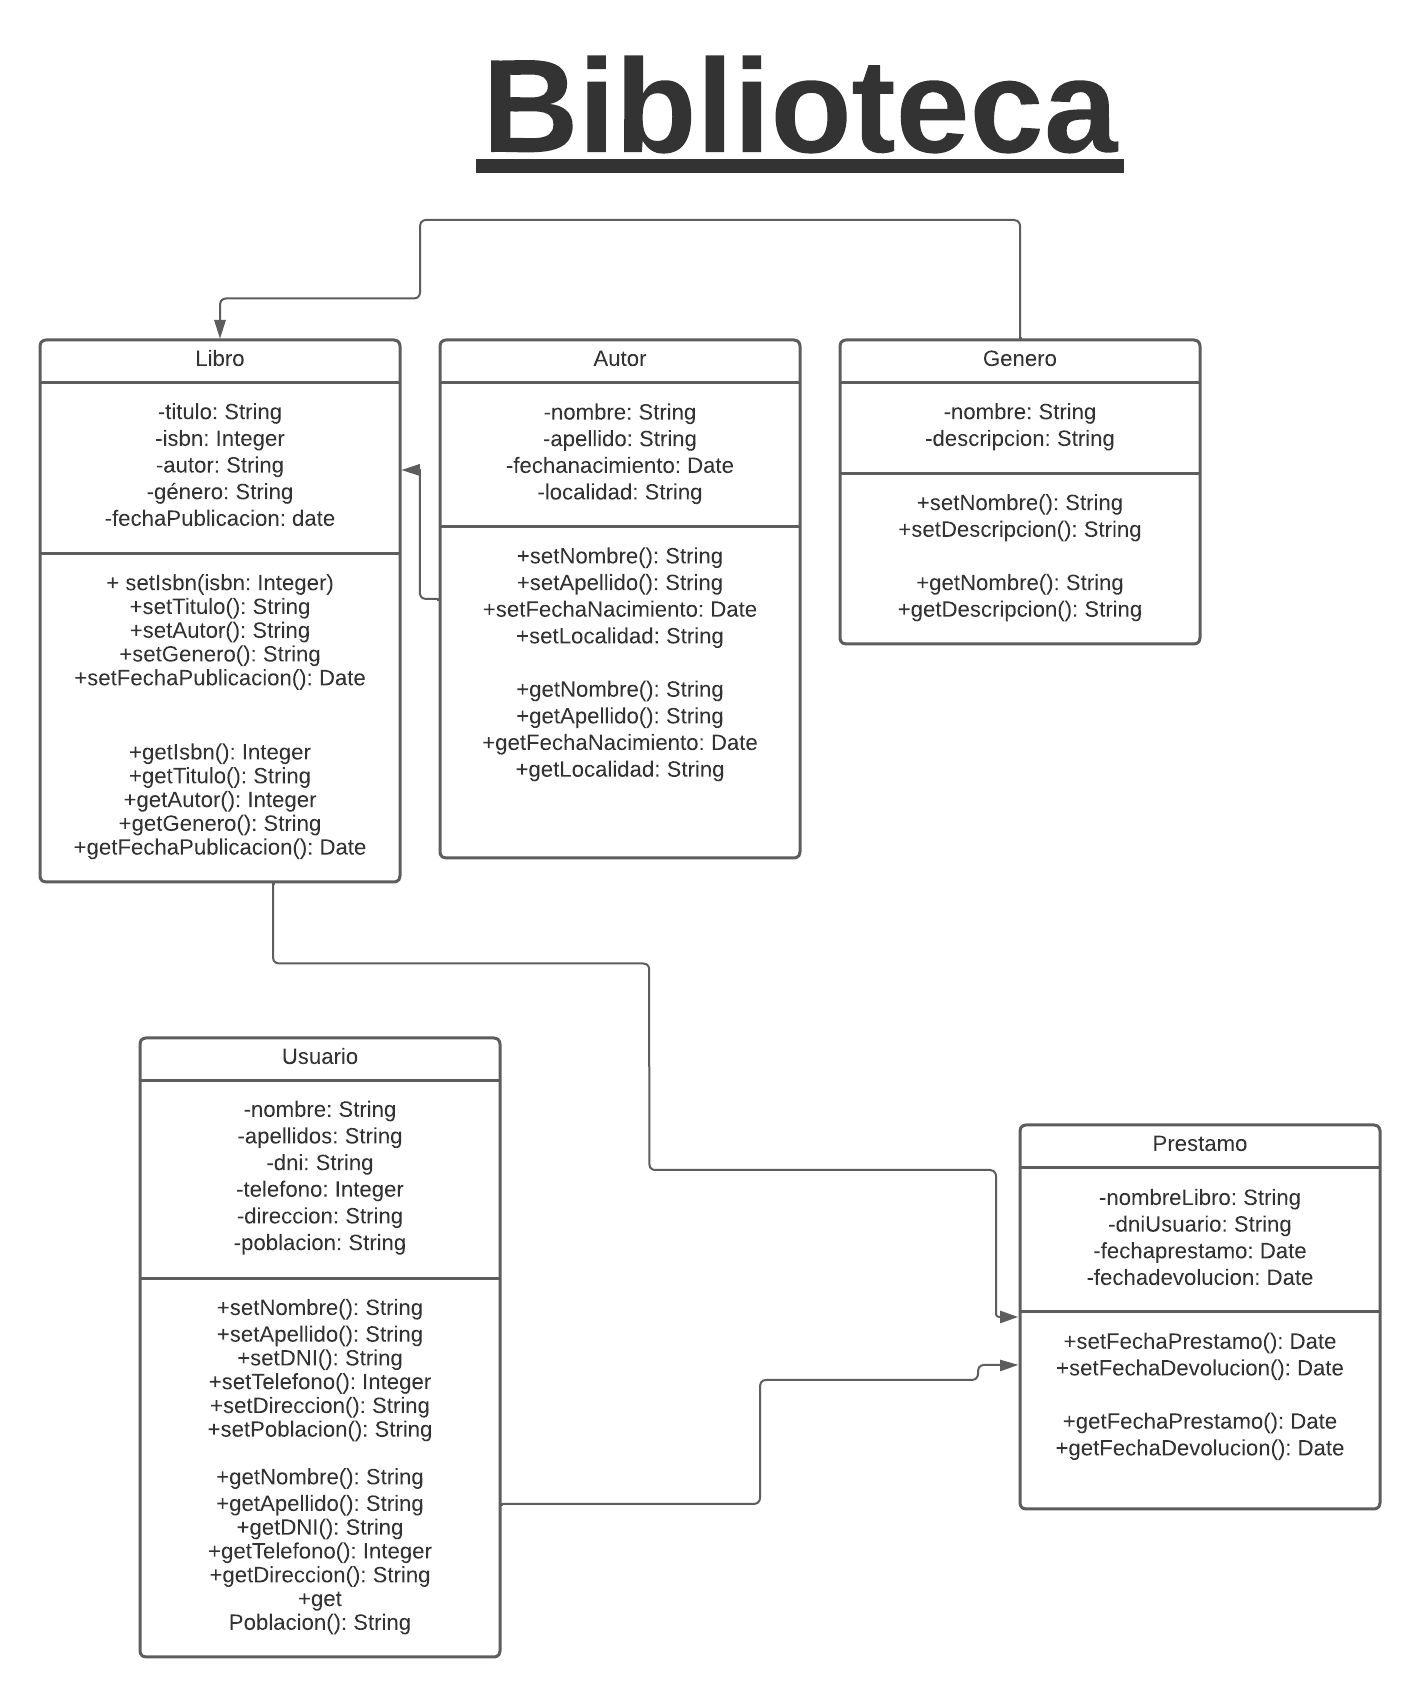 Biblioteca
Libro
-titulo: String
-isbn: Integer
-autor: String
-género: String
-fechaPublicacion: date
+ setIsbn(isbn: Integer)
+setTitulo(): String
+setAutor(): String
+setGenero(): String
+setFechaPublicacion(): Date
+getIsbn(): Integer
+getTitulo(): String
+getAutor(): Integer
+getGenero(): String
+getFechaPublicacion(): Date
Autor
-nombre: String
-apellido: String
-fechanacimiento: Date
-localidad: String
+setNombre(): String
+setApellido(): String
+setFechaNacimiento: Date
+setLocalidad: String
+getNombre(): String
+getApellido(): String
+getFechaNacimiento: Date
+getLocalidad: String
Genero
-nombre: String
-descripcion: String
+setNombre(): String
+setDescripcion(): String
+getNombre(): String
+getDescripcion(): String
Usuario
-nombre: String
-apellidos: String
-dni: String
-telefono: Integer
-direccion: String
-poblacion: String
+setNombre(): String
+setApellido(): String
+setDNI(): String
+setTelefono(): Integer
+setDireccion(): String
+setPoblacion(): String
+getNombre(): String
+getApellido(): String
+getDNI(): String
+getTelefono(): Integer
+getDireccion(): String
+get
Poblacion(): String
Prestamo
-nombreLibro: String
-dniUsuario: String
-fechaprestamo: Date
-fechadevolucion: Date
+setFechaPrestamo(): Date
+setFechaDevolucion(): Date
+getFechaPrestamo(): Date
+getFechaDevolucion(): Date